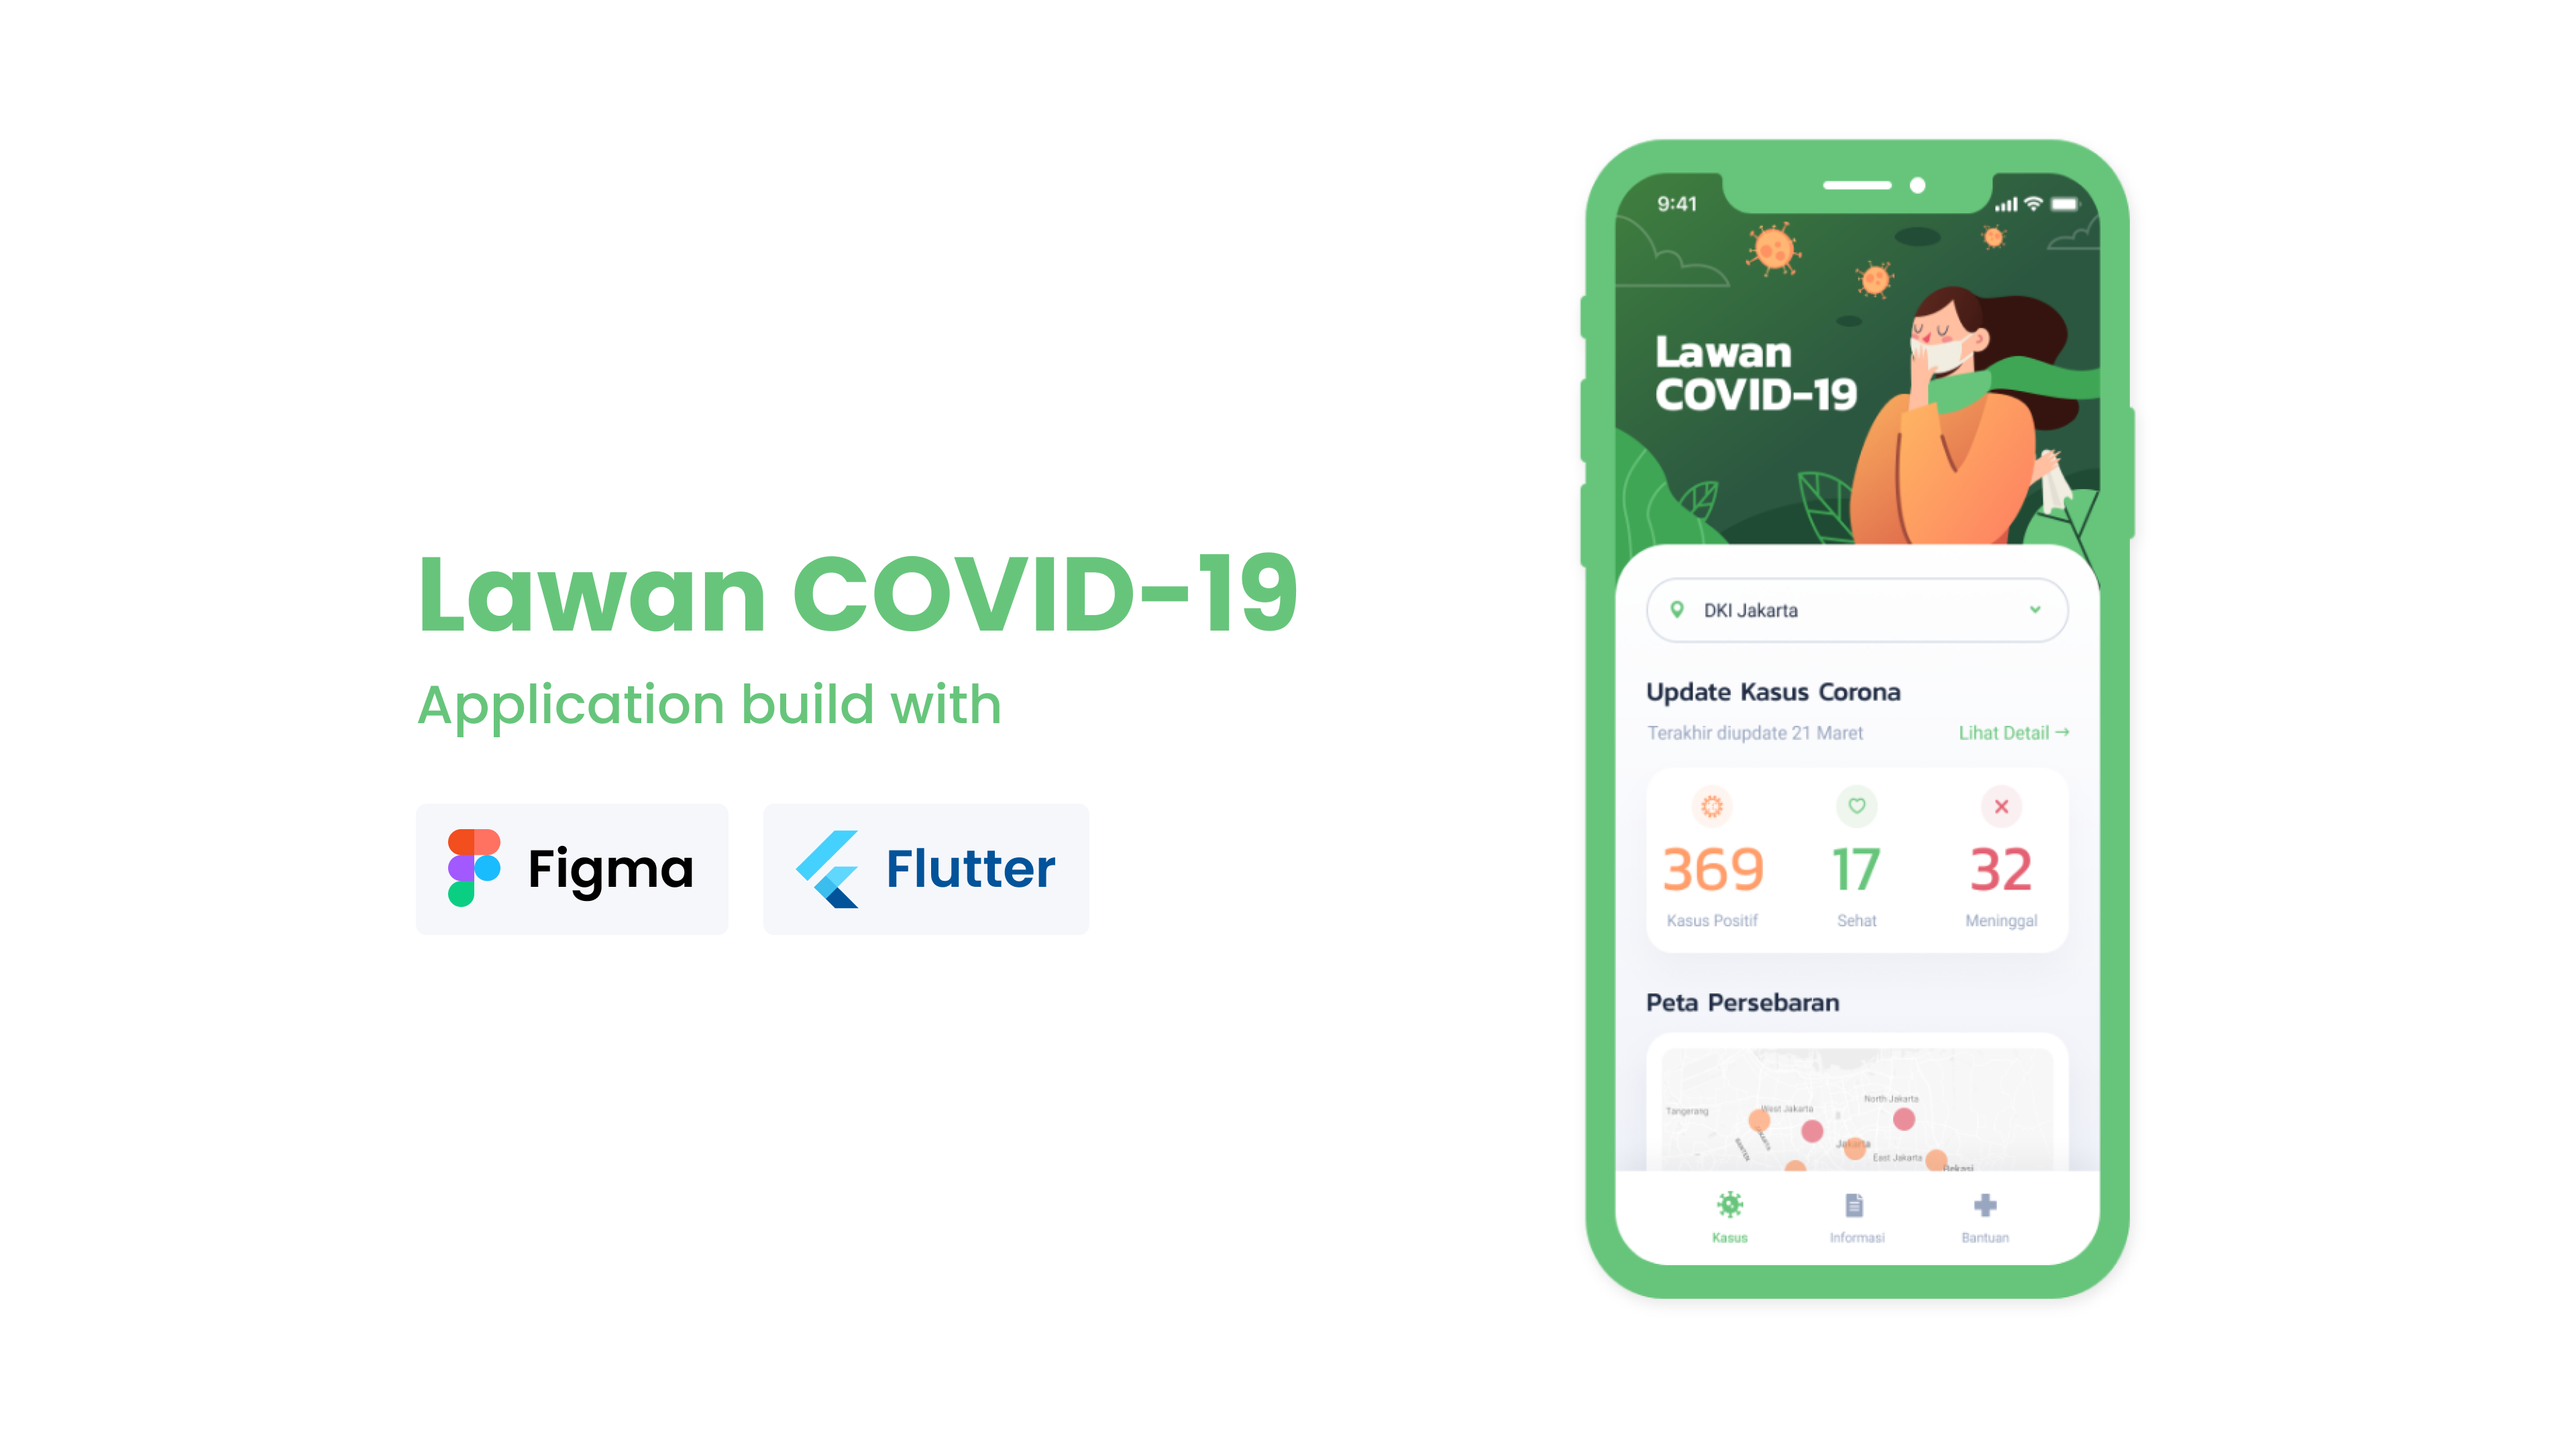 Lawan COVID-19
Application build with
Figma
Flutter
9:41
Lawan
COVID-19
DKI Jakarta
Update Kasus Corona
Terakhir diupdate 21 Maret
Lihat Detail →
369
17
32
Kasus Positif
Sehat
Meninggal
Peta Persebaran
North Jakarta
West Jakarta
Tangerang
Jakarta
BANTEN
JAKARTA
East Jakarta
Bekasi
Kasus
Informasi
Bantuan